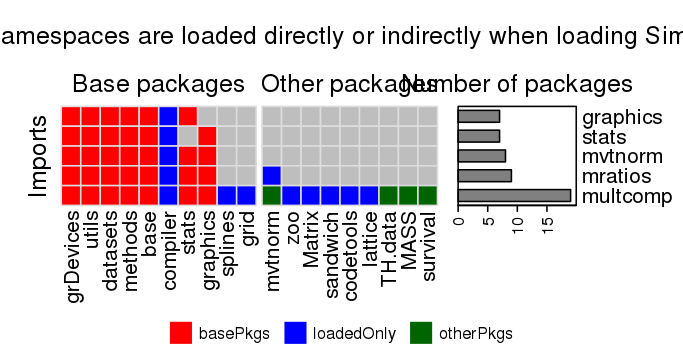 amespaces are loaded directly or indirectly when loading Sim
Base packages
Other packages
Number of packages
Imports
graphics
stats
mvtnorm
mratios
multcomp
0
5
10
15
grDevices
utils
datasets
methods
base
compiler
stats
graphics
splines
grid
mvtnorm
zoo
Matrix
sandwich
codetools
lattice
TH.data
MASS
survival
basePkgs
loadedOnly
otherPkgs